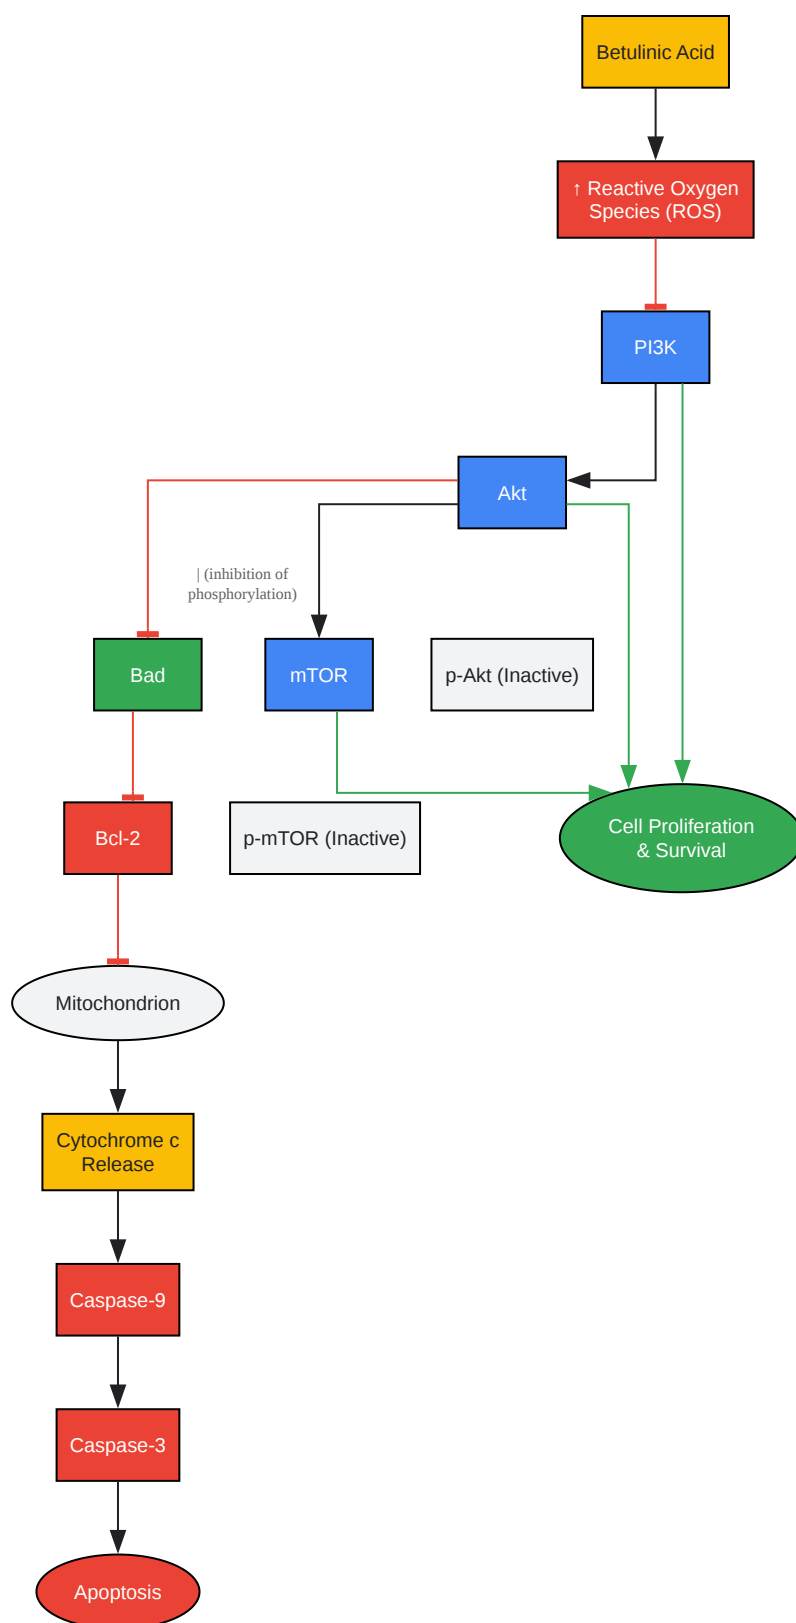 Betulinic Acid
↑ Reactive Oxygen
Species (ROS)
PI3K
Akt
| (inhibition of
phosphorylation)
Bad
mTOR
p-Akt (Inactive)
Bcl-2
p-mTOR (Inactive)
Cell Proliferation
& Survival
Mitochondrion
Cytochrome c
Release
Caspase-9
Caspase-3
Apoptosis